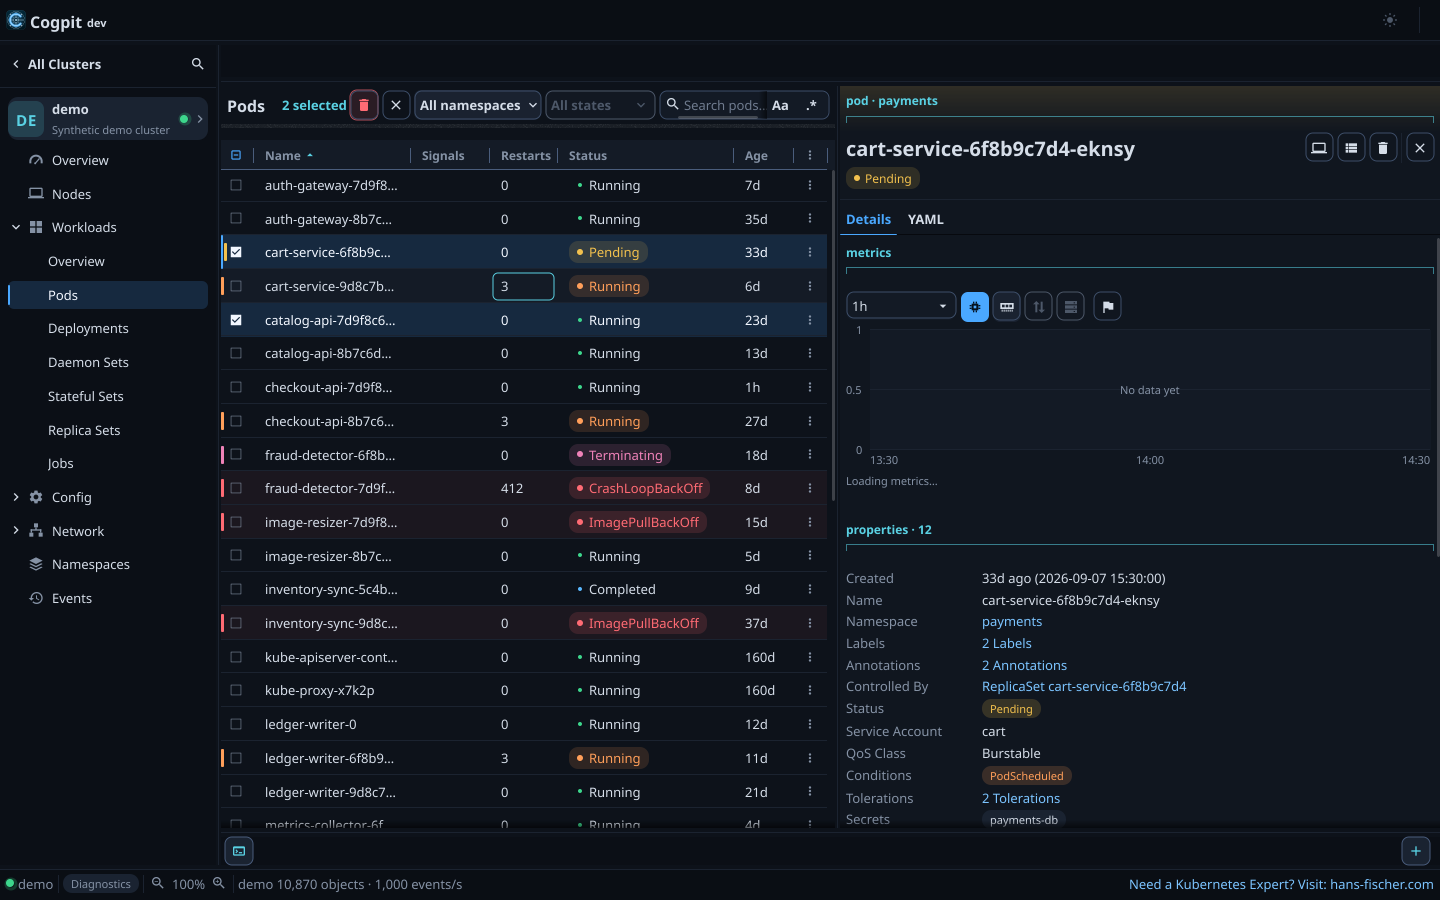 Cogpit dev
All Clusters
DE
demo
Synthetic demo cluster
Overview
Nodes
Workloads
Overview
Pods
Deployments
Daemon Sets
Stateful Sets
Replica Sets
Jobs
Config
Network
Namespaces
Events
Pods 2 selected All namespaces All states Search pods... Aa .*
Name Signals Restarts Status Age
auth-gateway-7d9f8... 0 Running 7d
auth-gateway-8b7c... 0 Running 35d
cart-service-6f8b9c... 0 Pending 33d
cart-service-9d8c7b... 3 Running 6d
catalog-api-7d9f8c6... 0 Running 23d
catalog-api-8b7c6d... 0 Running 13d
checkout-api-7d9f8... 0 Running 1h
checkout-api-8b7c6... 3 Running 27d
fraud-detector-6f8b... 0 Terminating 18d
fraud-detector-7d9f... 412 CrashLoopBackOff 8d
image-resizer-7d9f8... 0 ImagePullBackOff 15d
image-resizer-8b7c... 0 Running 5d
inventory-sync-5c4b... 0 Completed 9d
inventory-sync-9d8c... 0 ImagePullBackOff 37d
kube-apiserver-cont... 0 Running 160d
kube-proxy-x7k2p 0 Running 160d
ledger-writer-0 0 Running 12d
ledger-writer-6f8b9... 3 Running 11d
ledger-writer-9d8c7... 0 Running 21d
metrics-collector-6f... 0 Running 4d
pod · payments
cart-service-6f8b9c7d4-eknsy
Pending
Details YAML
metrics
1h
1
0.5
0
No data yet
13:30 14:00 14:30
Loading metrics...
properties · 12
Created 33d ago (2026-09-07 15:30:00)
Name cart-service-6f8b9c7d4-eknsy
Namespace payments
Labels 2 Labels
Annotations 2 Annotations
Controlled By ReplicaSet cart-service-6f8b9c7d4
Status Pending
Service Account cart
QoS Class Burstable
Conditions PodScheduled
Tolerations 2 Tolerations
Secrets payments-db
demo Diagnostics 100% demo 10,870 objects · 1,000 events/s
Need a Kubernetes Expert? Visit: hans-fischer.com